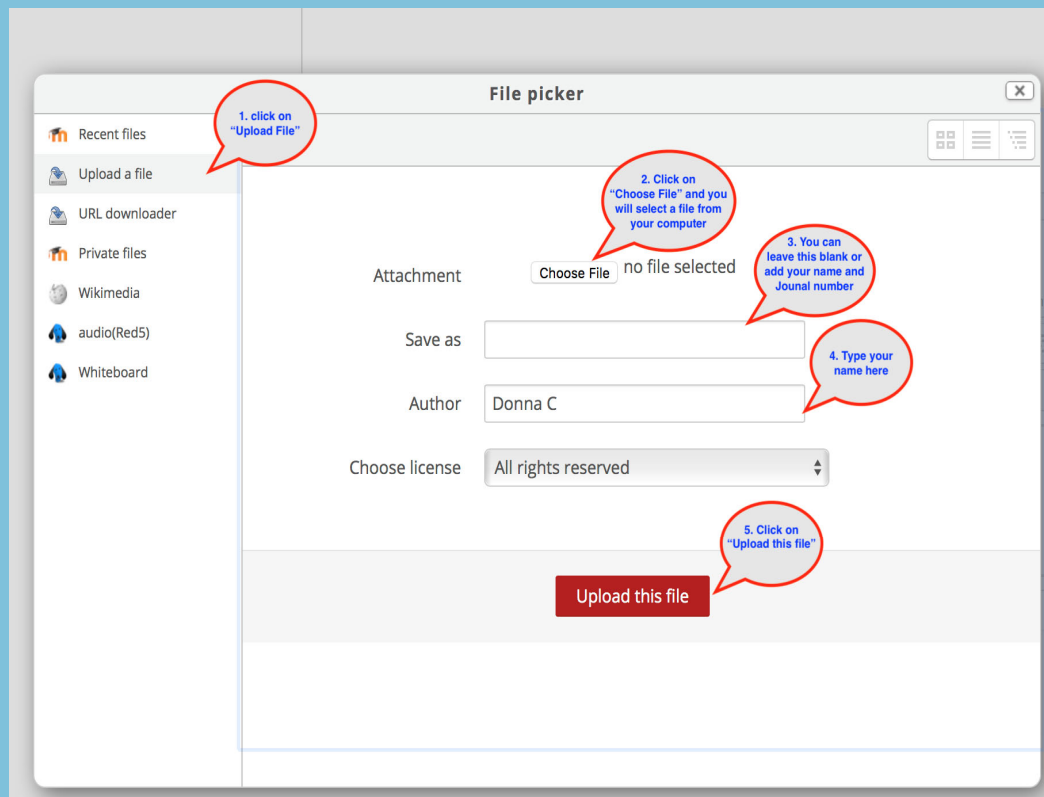 File picker
1. click on
“Upload File”
Recent files
Upload a file
URL downloader
Private files
Wikimedia
audio(Red5)
Whiteboard
2. Click on
“Choose File” and you
will select a file from
your computer
Attachment
Choose File no file selected
3. You can
leave this blank or
add your name and
Jounal number
Save as
4. Type your
name here
Author Donna C
Choose license All rights reserved
5. Click on
“Upload this file”
Upload this file